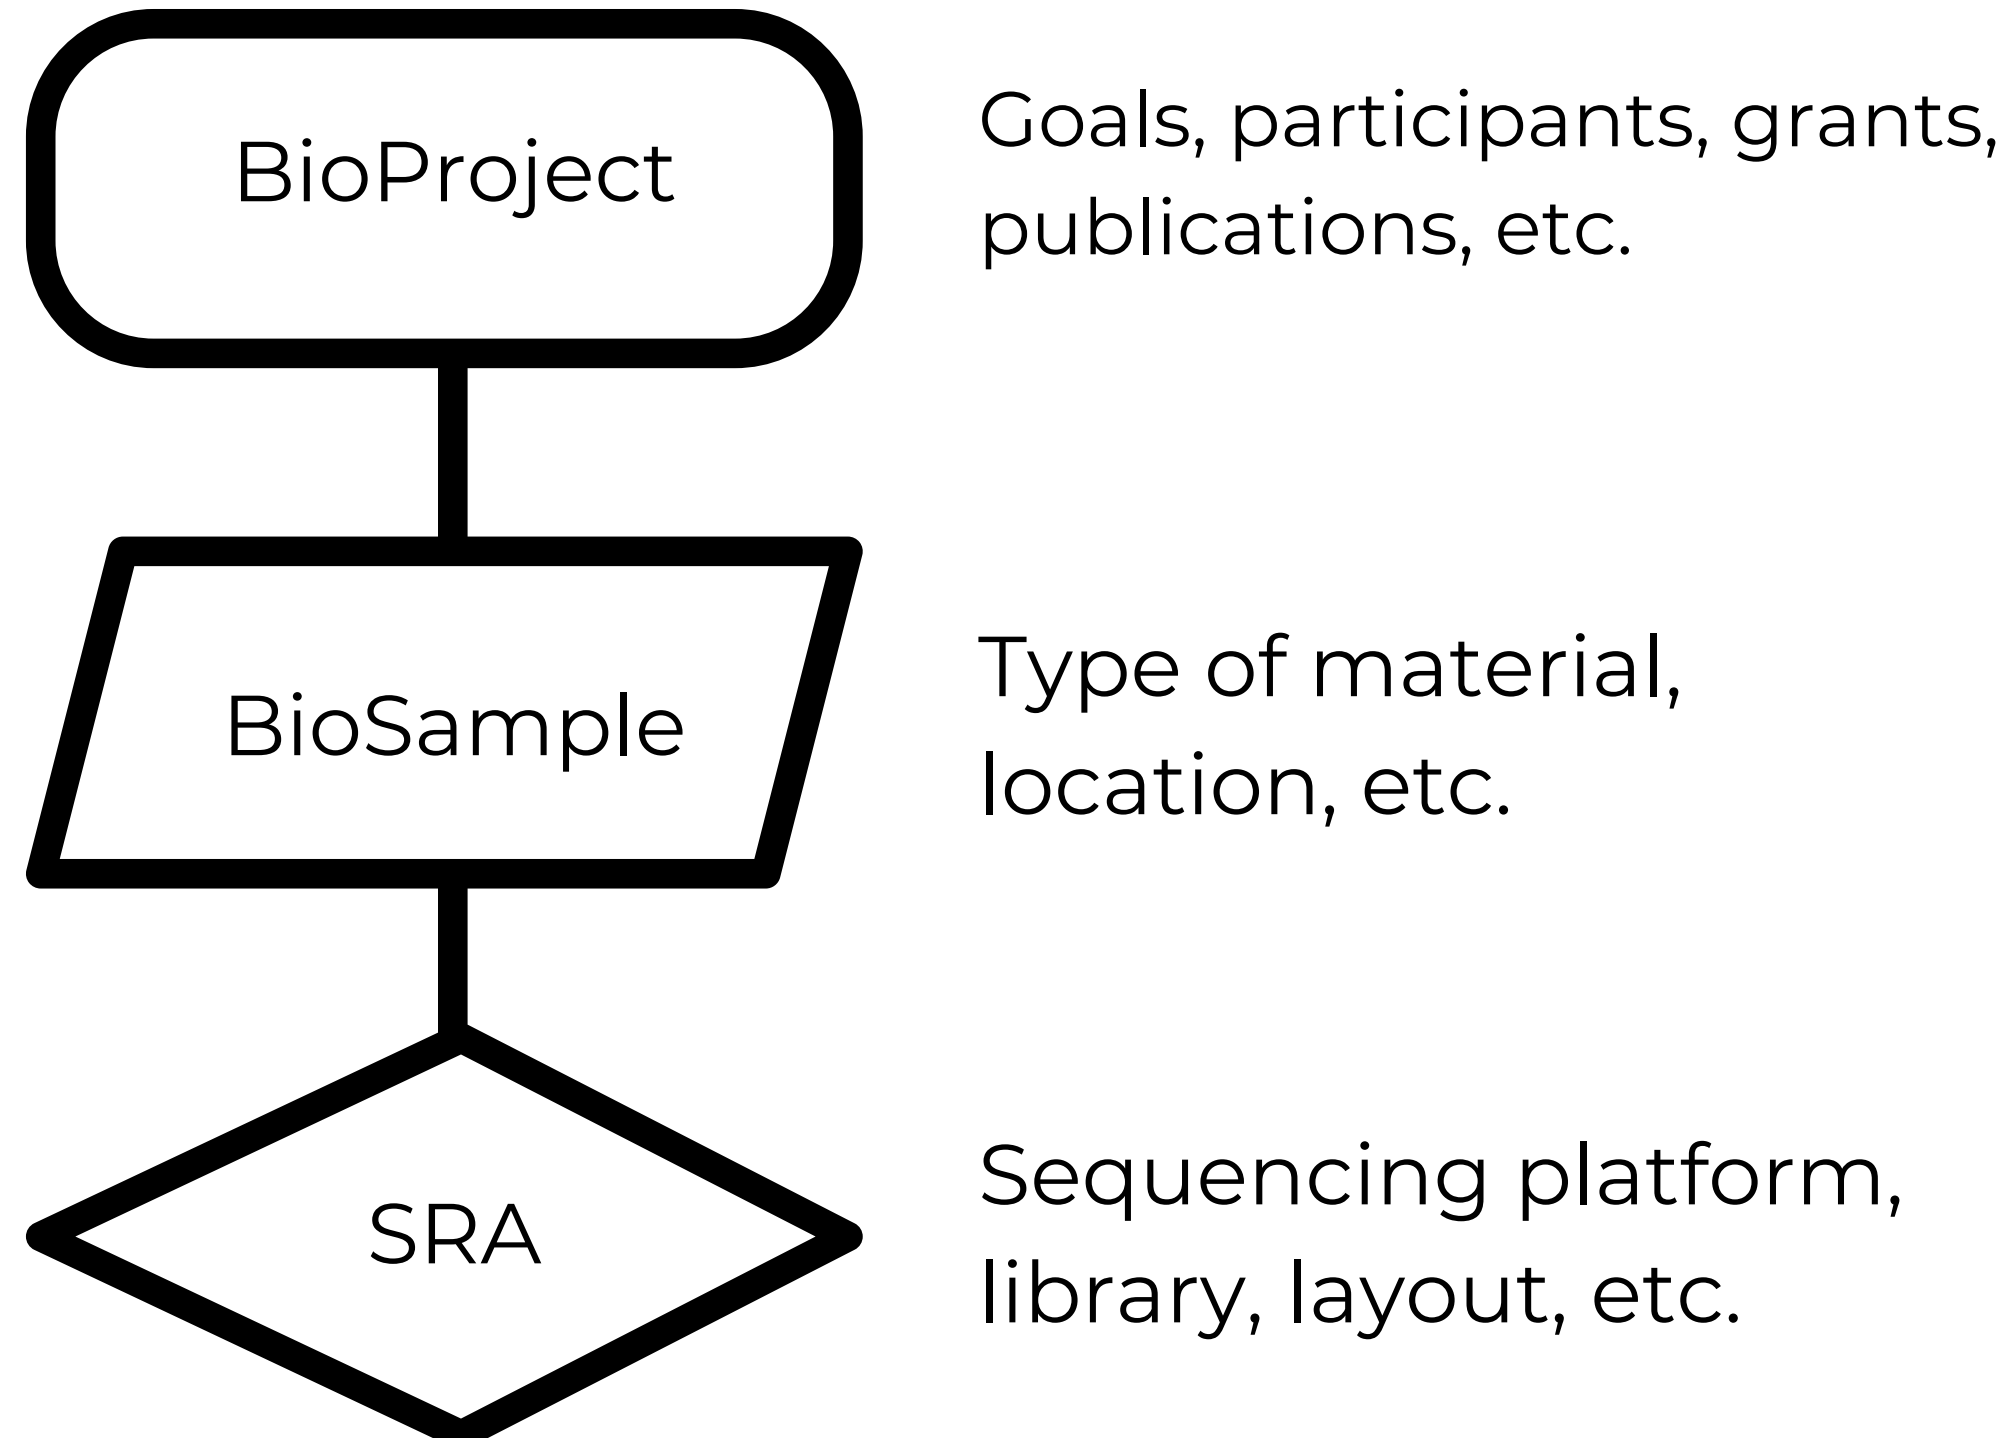 BioProject
Goals, participants, grants,
publications, etc.
BioSample
Type of material,
location, etc.
SRA
Sequencing platform,
library, layout, etc.